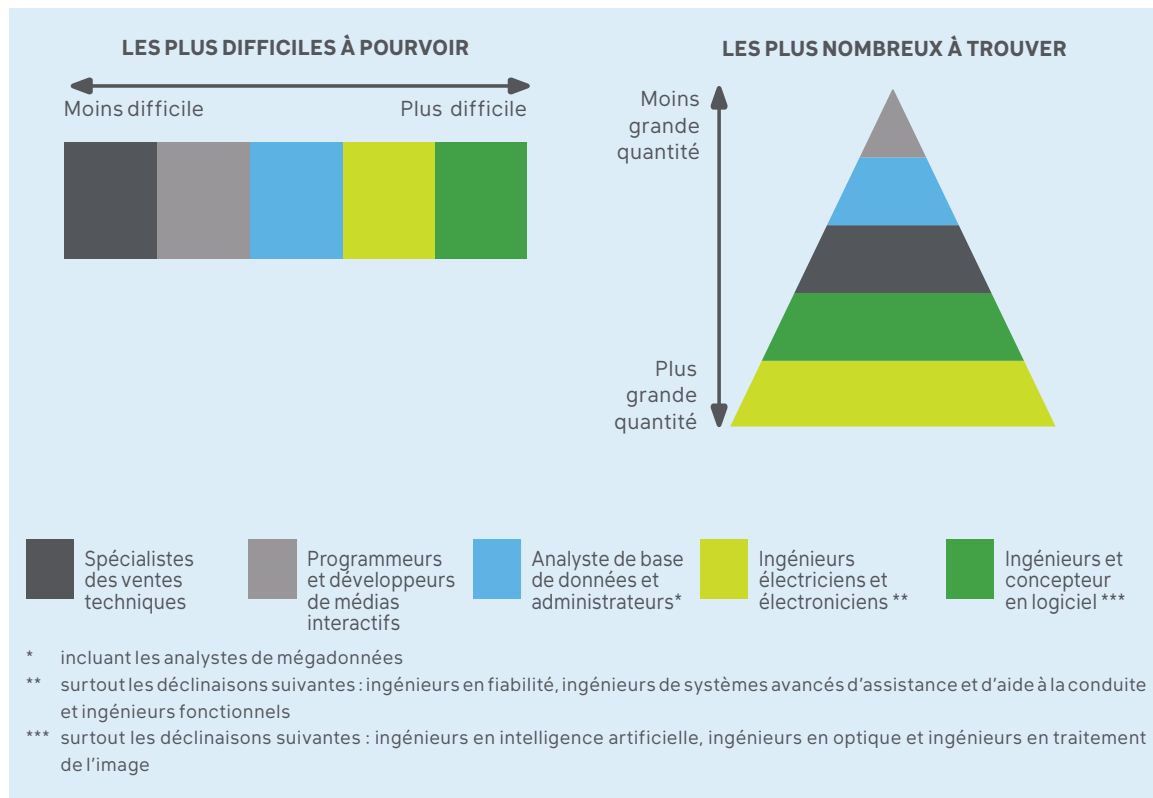 LES PLUS DIFFICILES À POURVOIR
Moins difficile
Plus difficile
LES PLUS NOMBREUX À TROUVER
Moins
grande
quantité
Plus
grande
quantité
Spécialistes
des ventes
techniques
Programmeurs
et développeurs
de médias
interactifs
Analyste de base
de données et
administrateurs*
Ingénieurs
électriciens et
électroniciens **
Ingénieurs et
concepteur
en logiciel ***
* incluant les analystes de mégadonnées
** surtout les déclinaisons suivantes : ingénieurs en fiabilité, ingénieurs de systèmes avancés d'assistance et d'aide à la conduite
et ingénieurs fonctionnels
*** surtout les déclinaisons suivantes : ingénieurs en intelligence artificielle, ingénieurs en optique et ingénieurs en traitement
de l'image